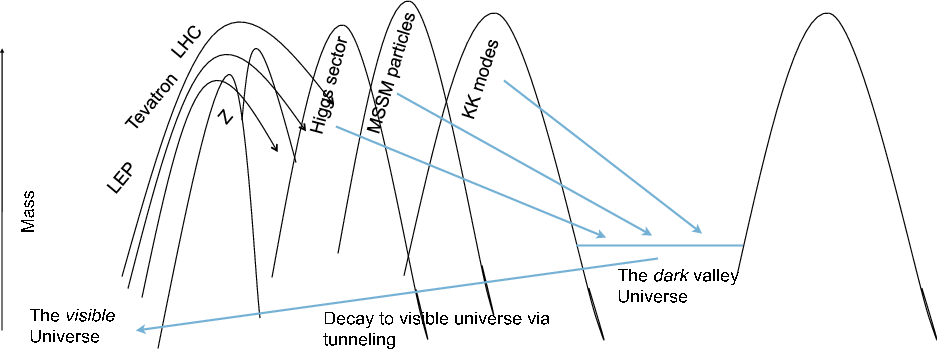 LHC
Tevatron
LEP
Z
Higgs sector
MSSM particles
KK modes
Mass
The visible
Universe
Decay to visible universe via
tunneling
The dark valley
Universe